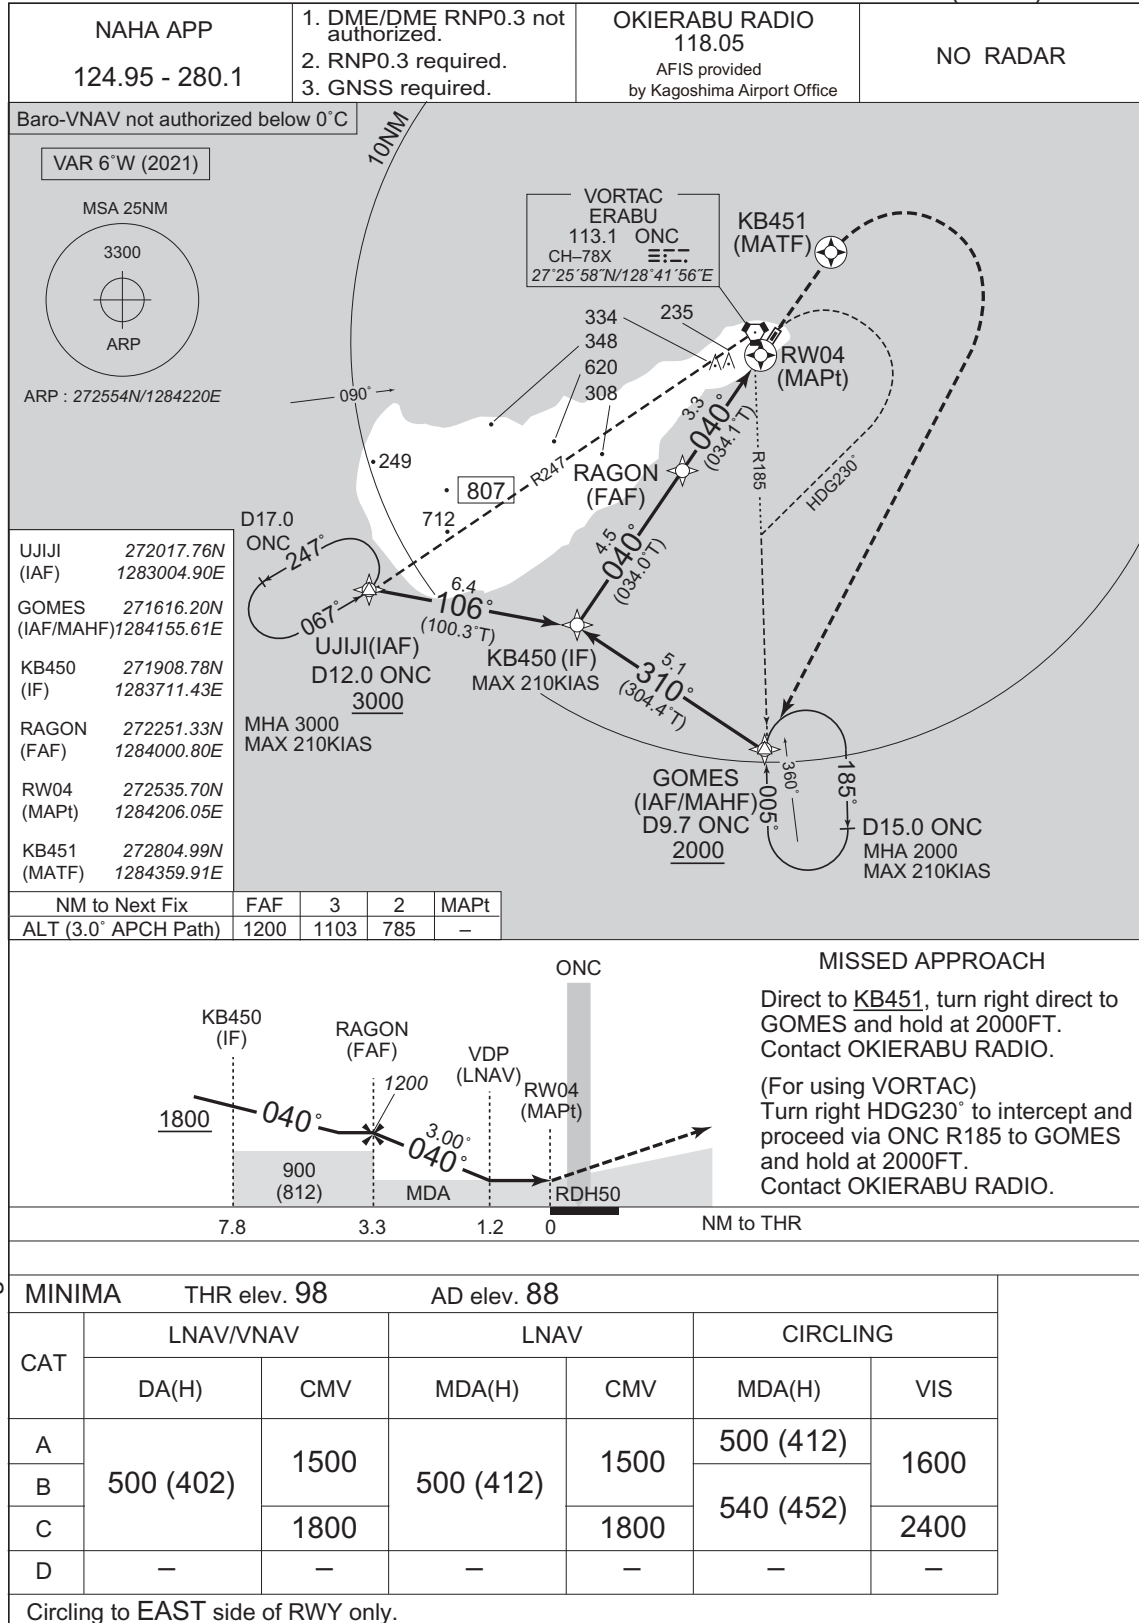 NAHA APP
124.95 - 280.1
1. DME/DME RNP0.3 not
authorized.
2. RNP0.3 required.
3. GNSS required.
OKIERABU RADIO
118.05
AFIS provided
by Kagoshima Airport Office
NO RADAR
Baro-VNAV not authorized below 0°C
VAR 6°W (2021)
MSA 25NM
3300
ARP
ARP : 272554N/1284220E
10NM
VORTAC
ERABU
113.1 ONC
CH–78X
27°25´58˝N/128°41´56˝E
KB451
(MATF)
334
235
348
620
308
RW04
(MAPt)
090°
249
807
712
R247
RAGON
(FAF)
3.3
040°
(034.1°T)
R185
HDG230°
D17.0
ONC
247°
067°
UJIJI(IAF)
D12.0 ONC
3000
MHA 3000
MAX 210KIAS
6.4
106°
(100.3°T)
4.5
040°
(034.0°T)
KB450 (IF)
MAX 210KIAS
5.1
310°
(304.4°T)
GOMES
(IAF/MAHF)
D9.7 ONC
2000
005°
360°
185°
D15.0 ONC
MHA 2000
MAX 210KIAS
UJIJI 272017.76N
(IAF) 1283004.90E
GOMES 271616.20N
(IAF/MAHF)1284155.61E
KB450 271908.78N
(IF) 1283711.43E
RAGON 272251.33N
(FAF) 1284000.80E
RW04 272535.70N
(MAPt) 1284206.05E
KB451 272804.99N
(MATF) 1284359.91E
NM to Next Fix FAF 3 2 MAPt
ALT (3.0° APCH Path) 1200 1103 785 –
ONC
KB450
(IF)
RAGON
(FAF)
VDP
(LNAV)
RW04
(MAPt)
1200
1800
040°
3.00°
040°
900
(812)
MDA
RDH50
7.8 3.3 1.2 0 NM to THR
MISSED APPROACH
Direct to KB451, turn right direct to
GOMES and hold at 2000FT.
Contact OKIERABU RADIO.
(For using VORTAC)
Turn right HDG230° to intercept and
proceed via ONC R185 to GOMES
and hold at 2000FT.
Contact OKIERABU RADIO.
MINIMA THR elev. 98 AD elev. 88
CAT LNAV/VNAV LNAV CIRCLING
DA(H) CMV MDA(H) CMV MDA(H) VIS
A 500 (402) 1500 500 (412) 1500 500 (412) 1600
B 540 (452)
C 1800 1800 2400
D – – – – – –
Circling to EAST side of RWY only.